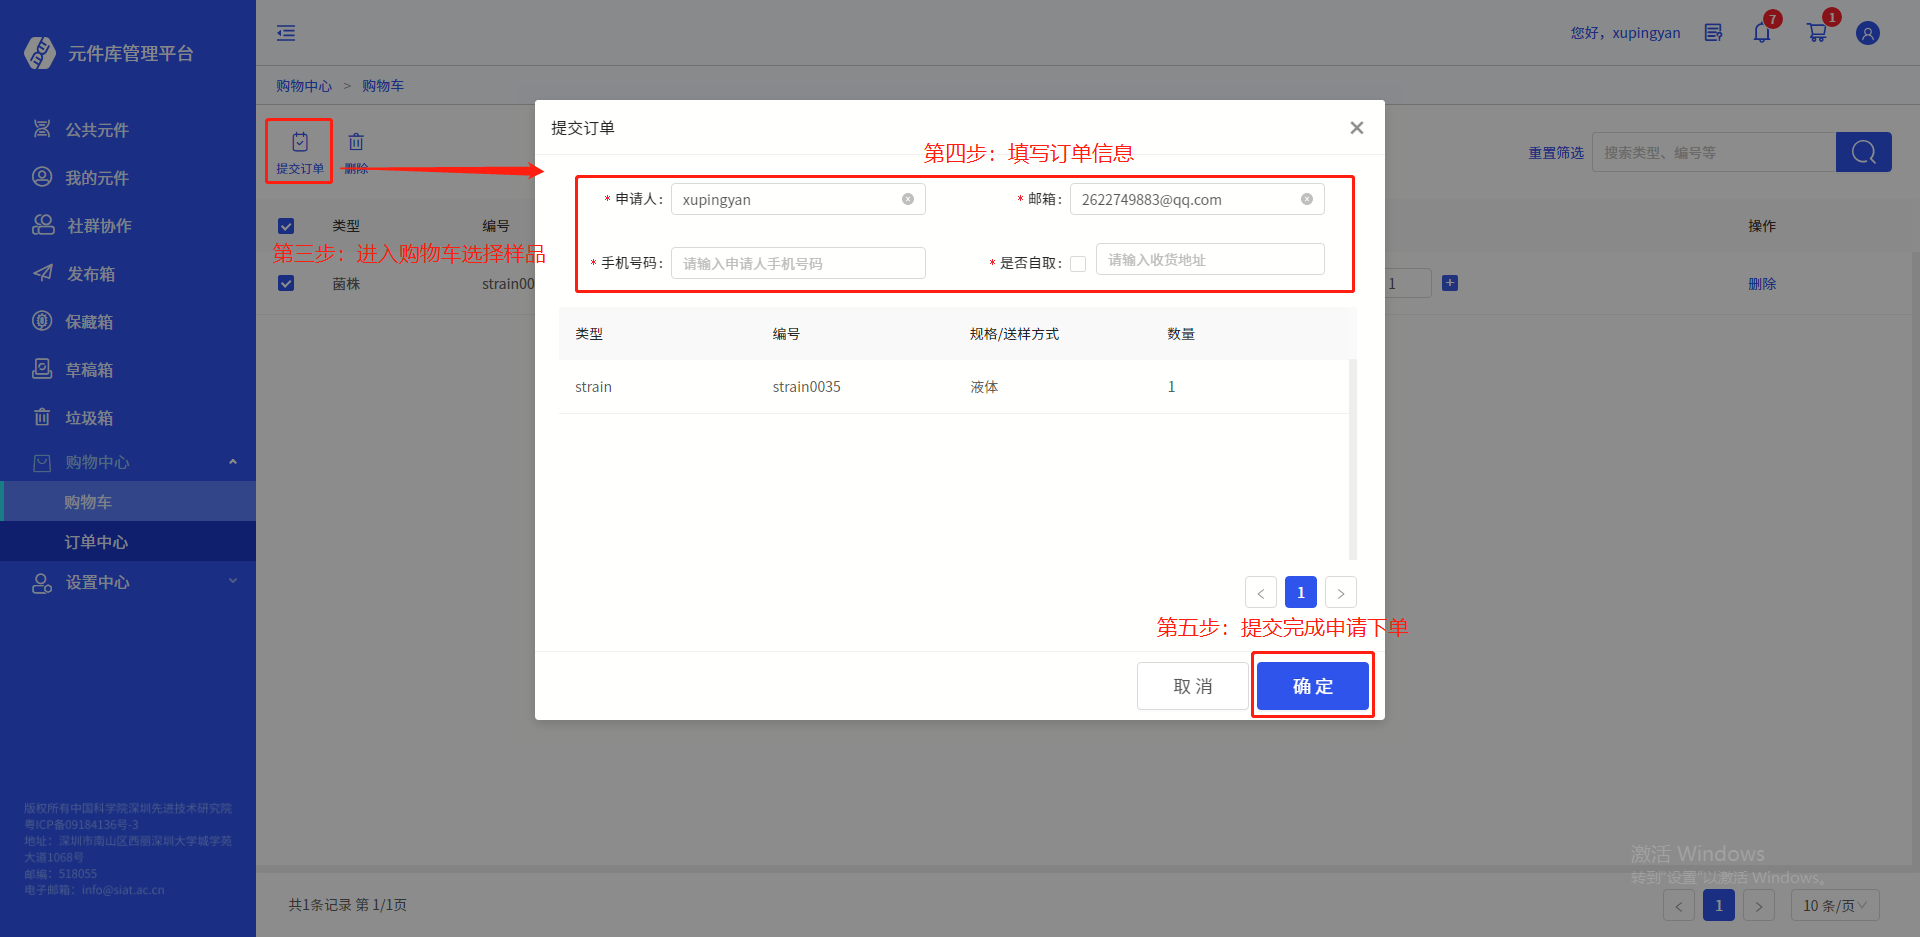 元件库管理平台
您好，xupingyan
7
1
购物中心 > 购物车
公共元件
我的元件
社群协作
发布箱
保藏箱
草稿箱
垃圾箱
购物中心
购物车
订单中心
设置中心
版权所有中国科学院深圳先进技术研究院
粤ICP备09184136号-3
地址：深圳市南山区西丽深圳大学城学苑
大道1068号
邮编：518055
电子邮箱：info@siat.ac.cn
提交订单
删除
重置筛选
搜索类型、编号等
类型
编号
操作
第三步：进入购物车选择样品
菌株
strain00
1
删除
提交订单
第四步：填写订单信息
* 申请人：
xupingyan
* 邮箱：
2622749883@qq.com
* 手机号码：
请输入申请人手机号码
* 是否自取：
请输入收货地址
类型
编号
规格/送样方式
数量
strain
strain0035
液体
1
< 1 >
第五步：提交完成申请下单
取 消
确 定
激活 Windows
转到"设置"以激活 Windows。
共1条记录 第 1/1页
< 1 >
10 条/页